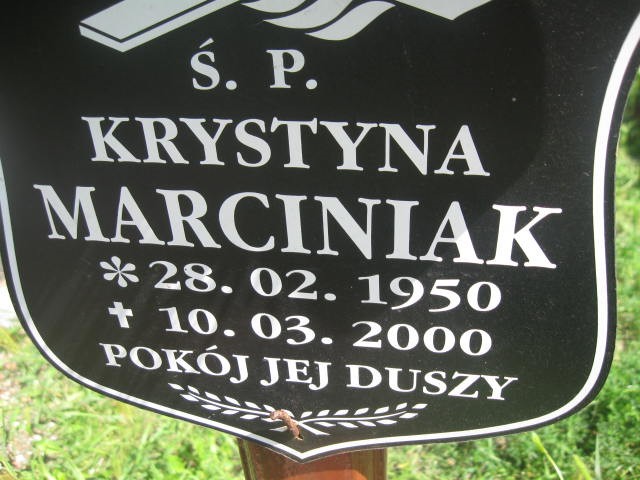 Ś. P.
KRYSTYNA
MARCINIAK
* 28. 02. 1950
✝ 10. 03. 2000
POKÓJ JEJ DUSZY